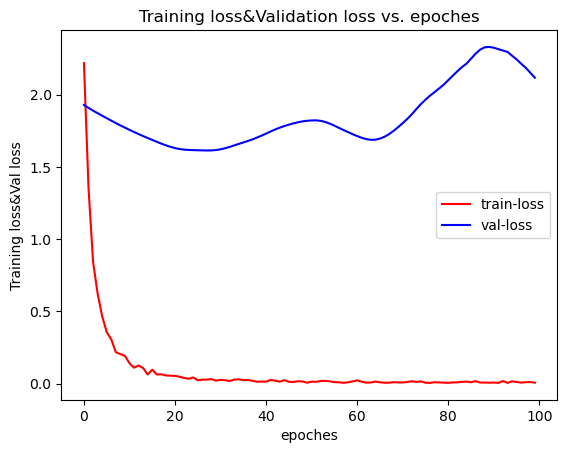 Training loss&Validation loss vs. epoches
Training loss&Val loss
2.0
1.5
1.0
0.5
0.0
train-loss
val-loss
0 20 40 60 80 100
epoches